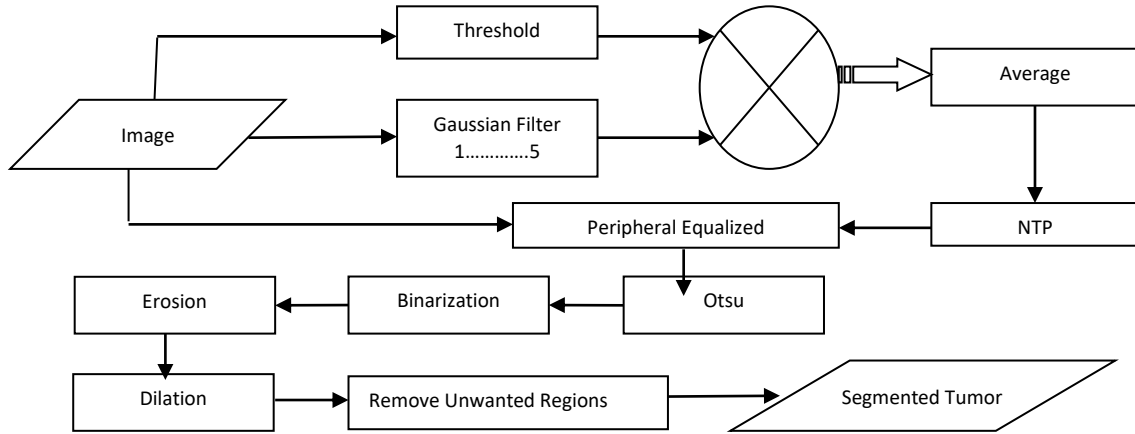 Threshold
Average
Image
Gaussian Filter
1.............5
Peripheral Equalized
NTP
Erosion
Binarization
Otsu
Dilation
Remove Unwanted Regions
Segmented Tumor